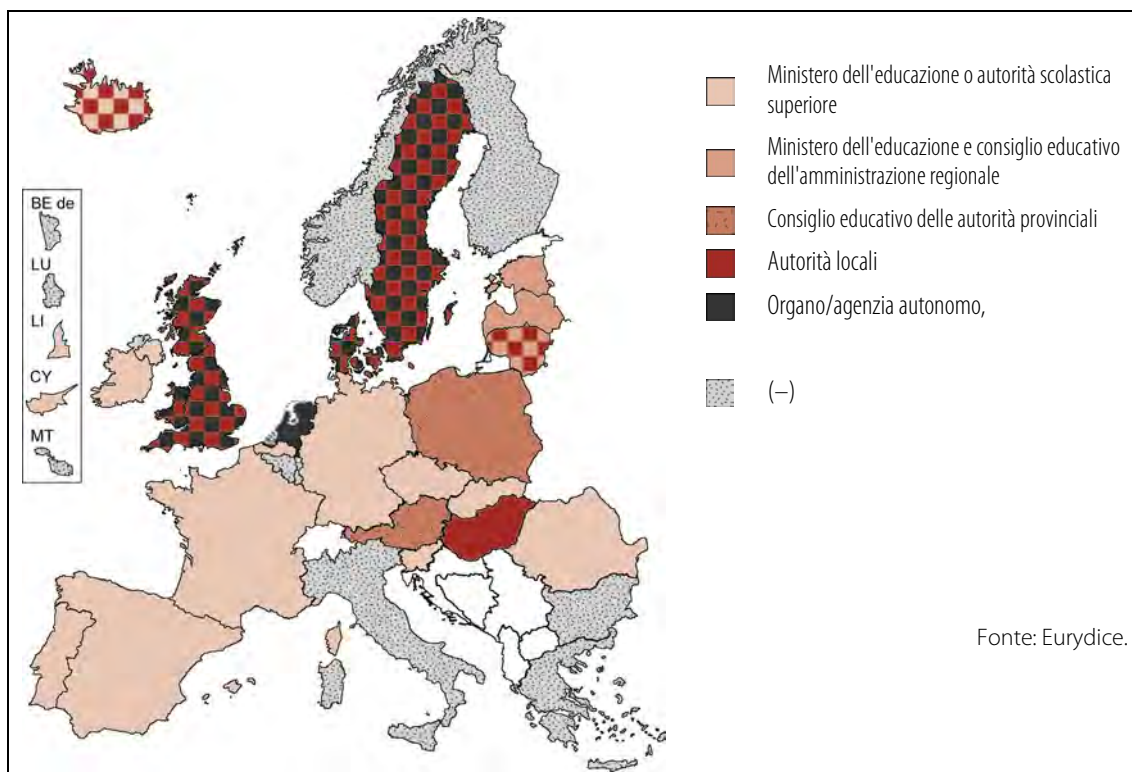 BE de
LU
LI
CY
MT
Ministero dell'educazione o autorità scolastica
superiore
Ministero dell'educazione e consiglio educativo
dell'amministrazione regionale
Consiglio educativo delle autorità provinciali
Autorità locali
Organo/agenzia autonomo,
(–)
Fonte: Eurydice.